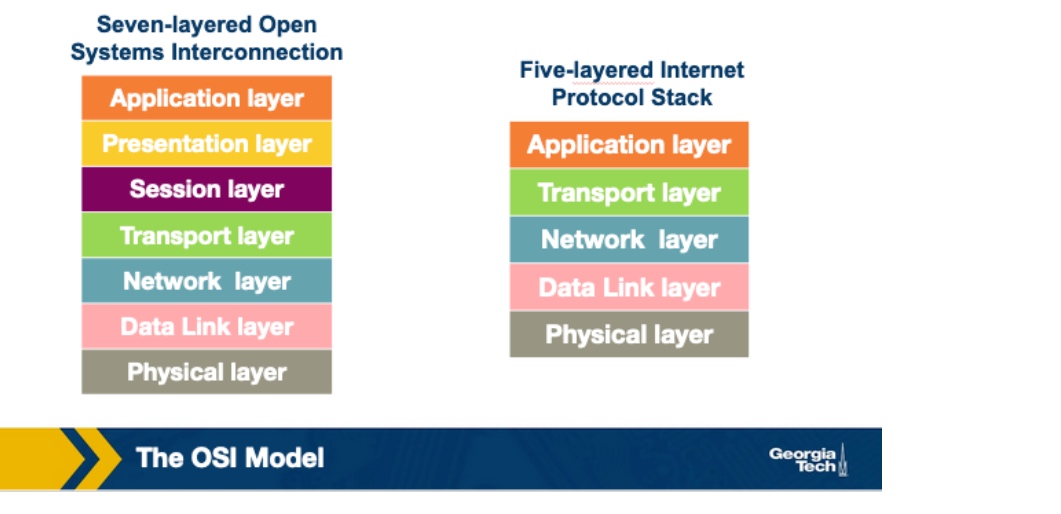 Seven-layered Open
Systems Interconnection
Application layer
Presentation layer
Session layer
Transport layer
Network layer
Data Link layer
Physical layer
Five-layered Internet
Protocol Stack
Application layer
Transport layer
Network layer
Data Link layer
Physical layer
The OSI Model
Georgia
Tech